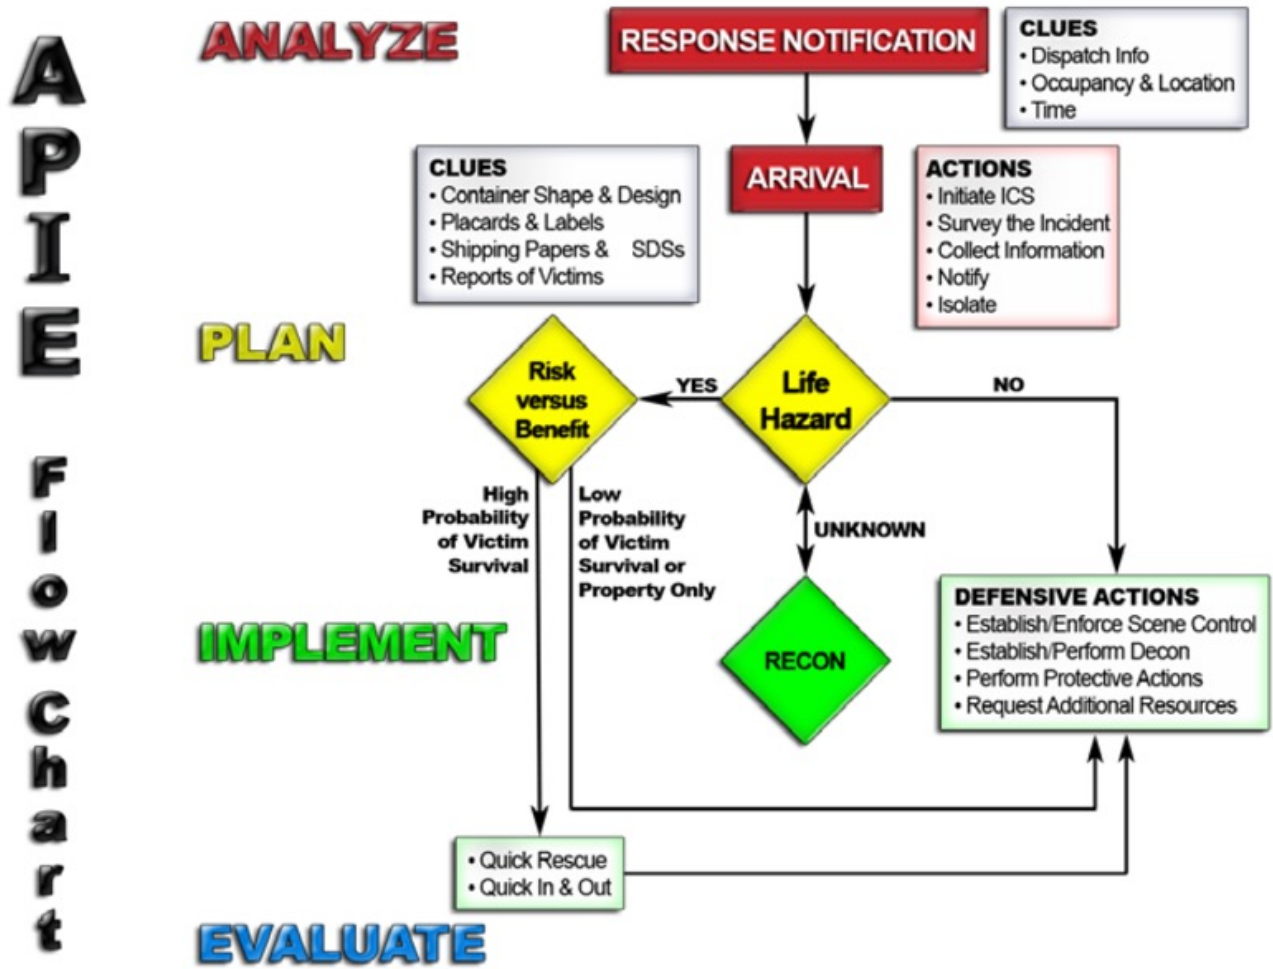 APIE Flow Chart
ANALYZE
RESPONSE NOTIFICATION
CLUES
• Dispatch Info
• Occupancy & Location
• Time
ARRIVAL
CLUES
• Container Shape & Design
• Placards & Labels
• Shipping Papers & SDSs
• Reports of Victims
ACTIONS
• Initiate ICS
• Survey the Incident
• Collect Information
• Notify
• Isolate
PLAN
Risk
versus
Benefit
YES
Life
Hazard
NO
High
Probability
of Victim
Survival
Low
Probability
of Victim
Survival or
Property Only
UNKNOWN
IMPLEMENT
RECON
DEFENSIVE ACTIONS
• Establish/Enforce Scene Control
• Establish/Perform Decon
• Perform Protective Actions
• Request Additional Resources
• Quick Rescue
• Quick In & Out
EVALUATE